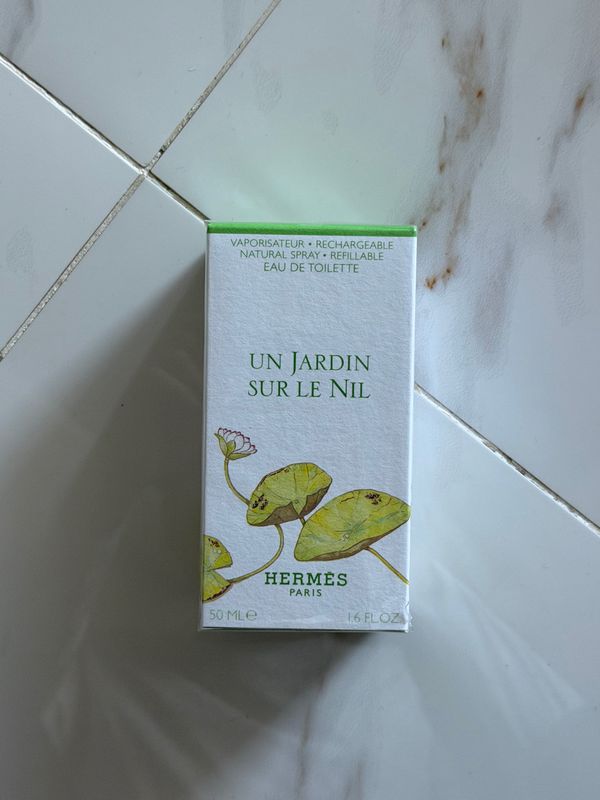 VAPORISATEUR • RECHARGEABLE
NATURAL SPRAY • REFILLABLE
EAU DE TOILETTE
UN JARDIN
SUR LE NIL
HERMÈS
PARIS
50 ML℮ 1.6 FL.OZ.